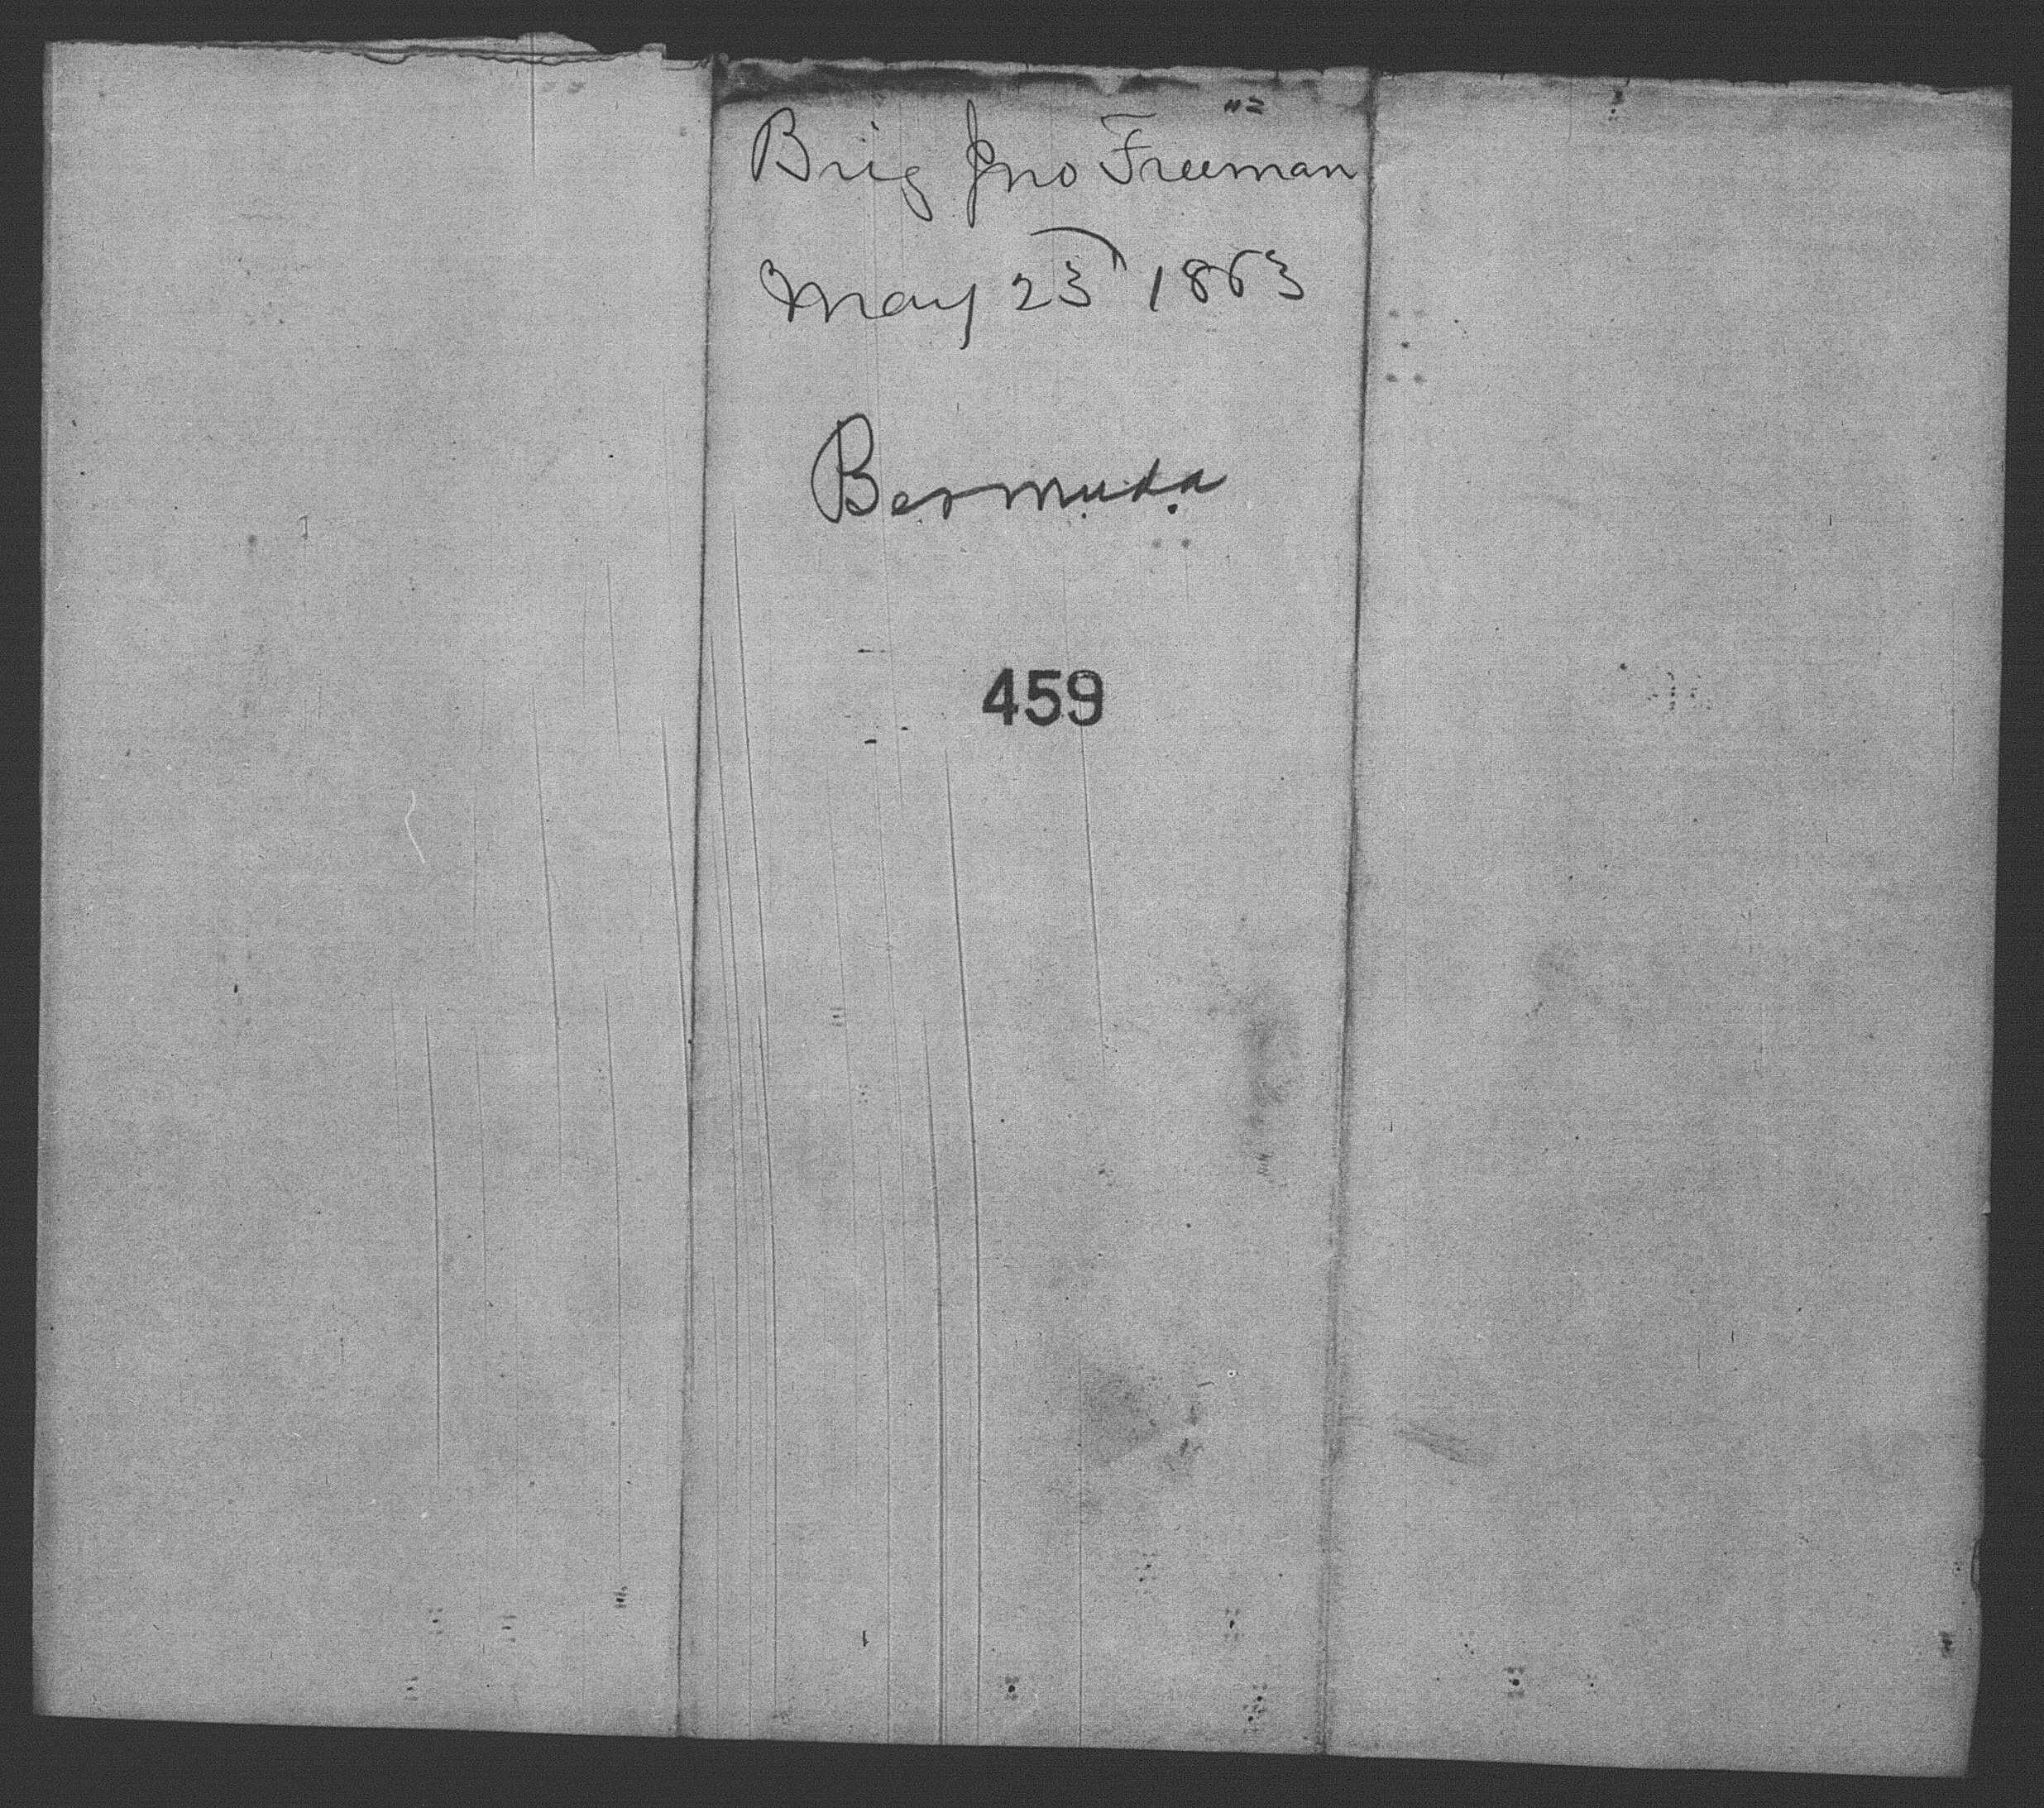 Brig Jno Freeman
May 23 1863
Bermuda
459